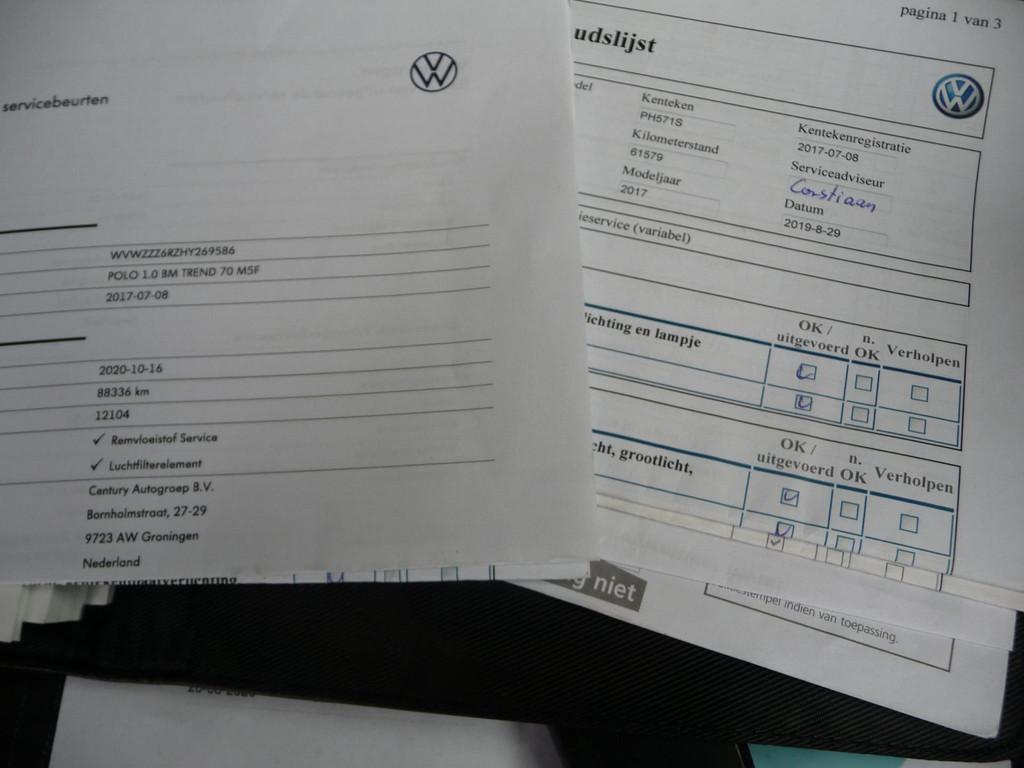 servicebeurten
WVWZZZ6RZHY269586
POLO 1.0 BM TREND 70 M5F
2017-07-08
2020-10-16
88336 km
12104
✓ Remvloeistof Service
✓ Luchtfilterelement
Century Autogroep B.V.
Bornholmstraat, 27-29
9723 AW Groningen
Nederland
pagina 1 van 3
udslijst
del
Kenteken
PH571S
Kilometerstand
61579
Modeljaar
2017
Kentekenregistratie
2017-07-08
Serviceadviseur
Corstiaan
Datum
2019-8-29
ieservice (variabel)
lichting en lampje
OK / uitgevoerd
n. OK
Verholpen
cht, grootlicht,
OK / uitgevoerd
n. OK
Verholpen
g niet
stempel indien van toepassing.